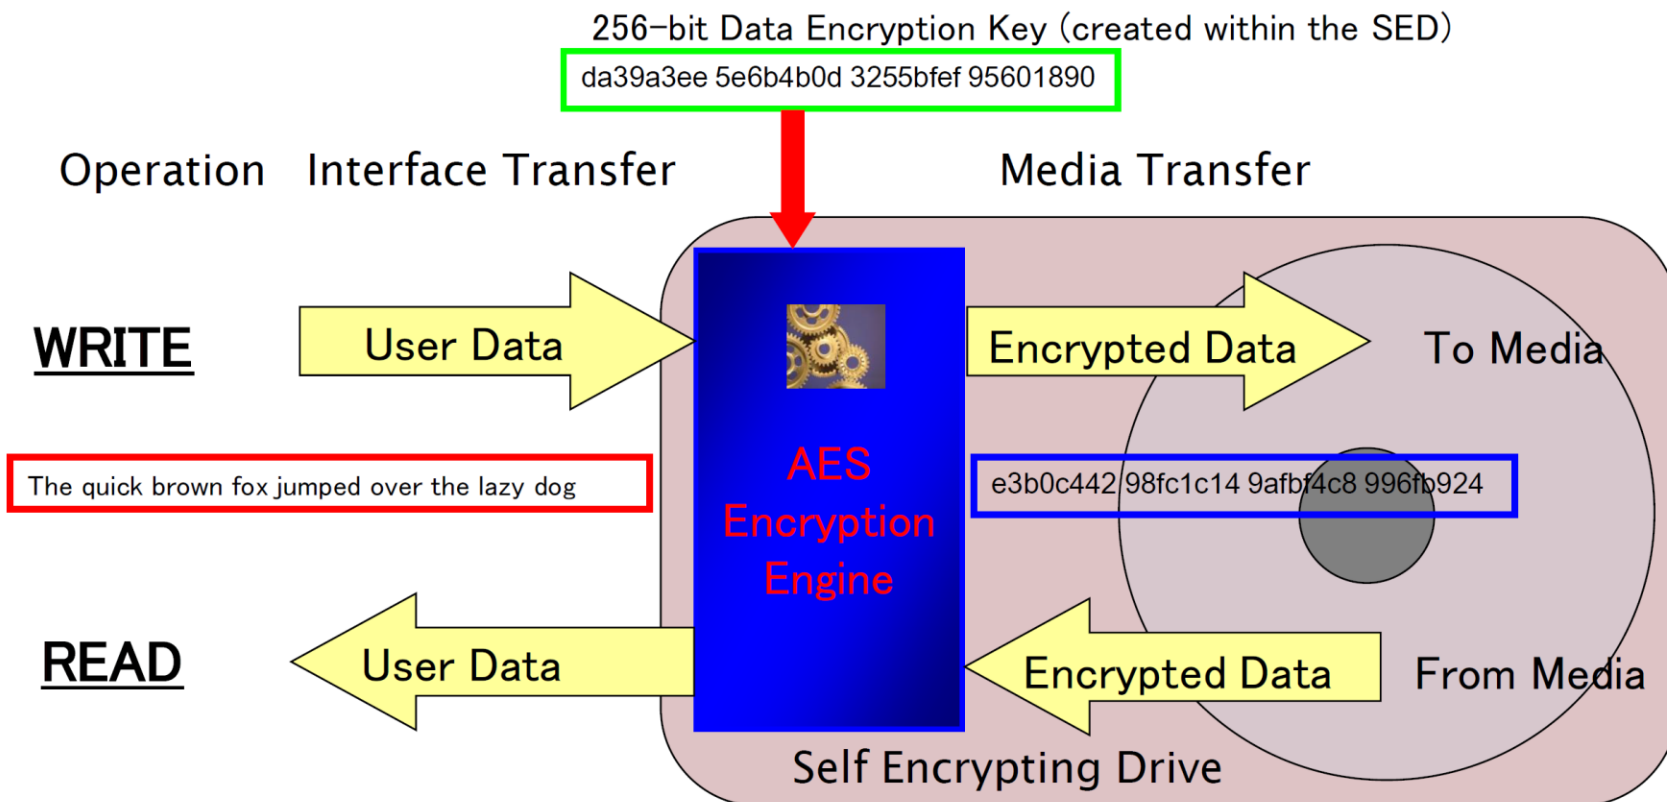 256-bit Data Encryption Key (created within the SED)
da39a3ee 5e6b4b0d 3255bfef 95601890
Operation Interface Transfer Media Transfer
WRITE User Data Encrypted Data To Media
The quick brown fox jumped over the lazy dog
AES
Encryption
Engine
e3b0c442 98fc1c14 9afbf4c8 996fb924
READ User Data Encrypted Data From Media
Self Encrypting Drive